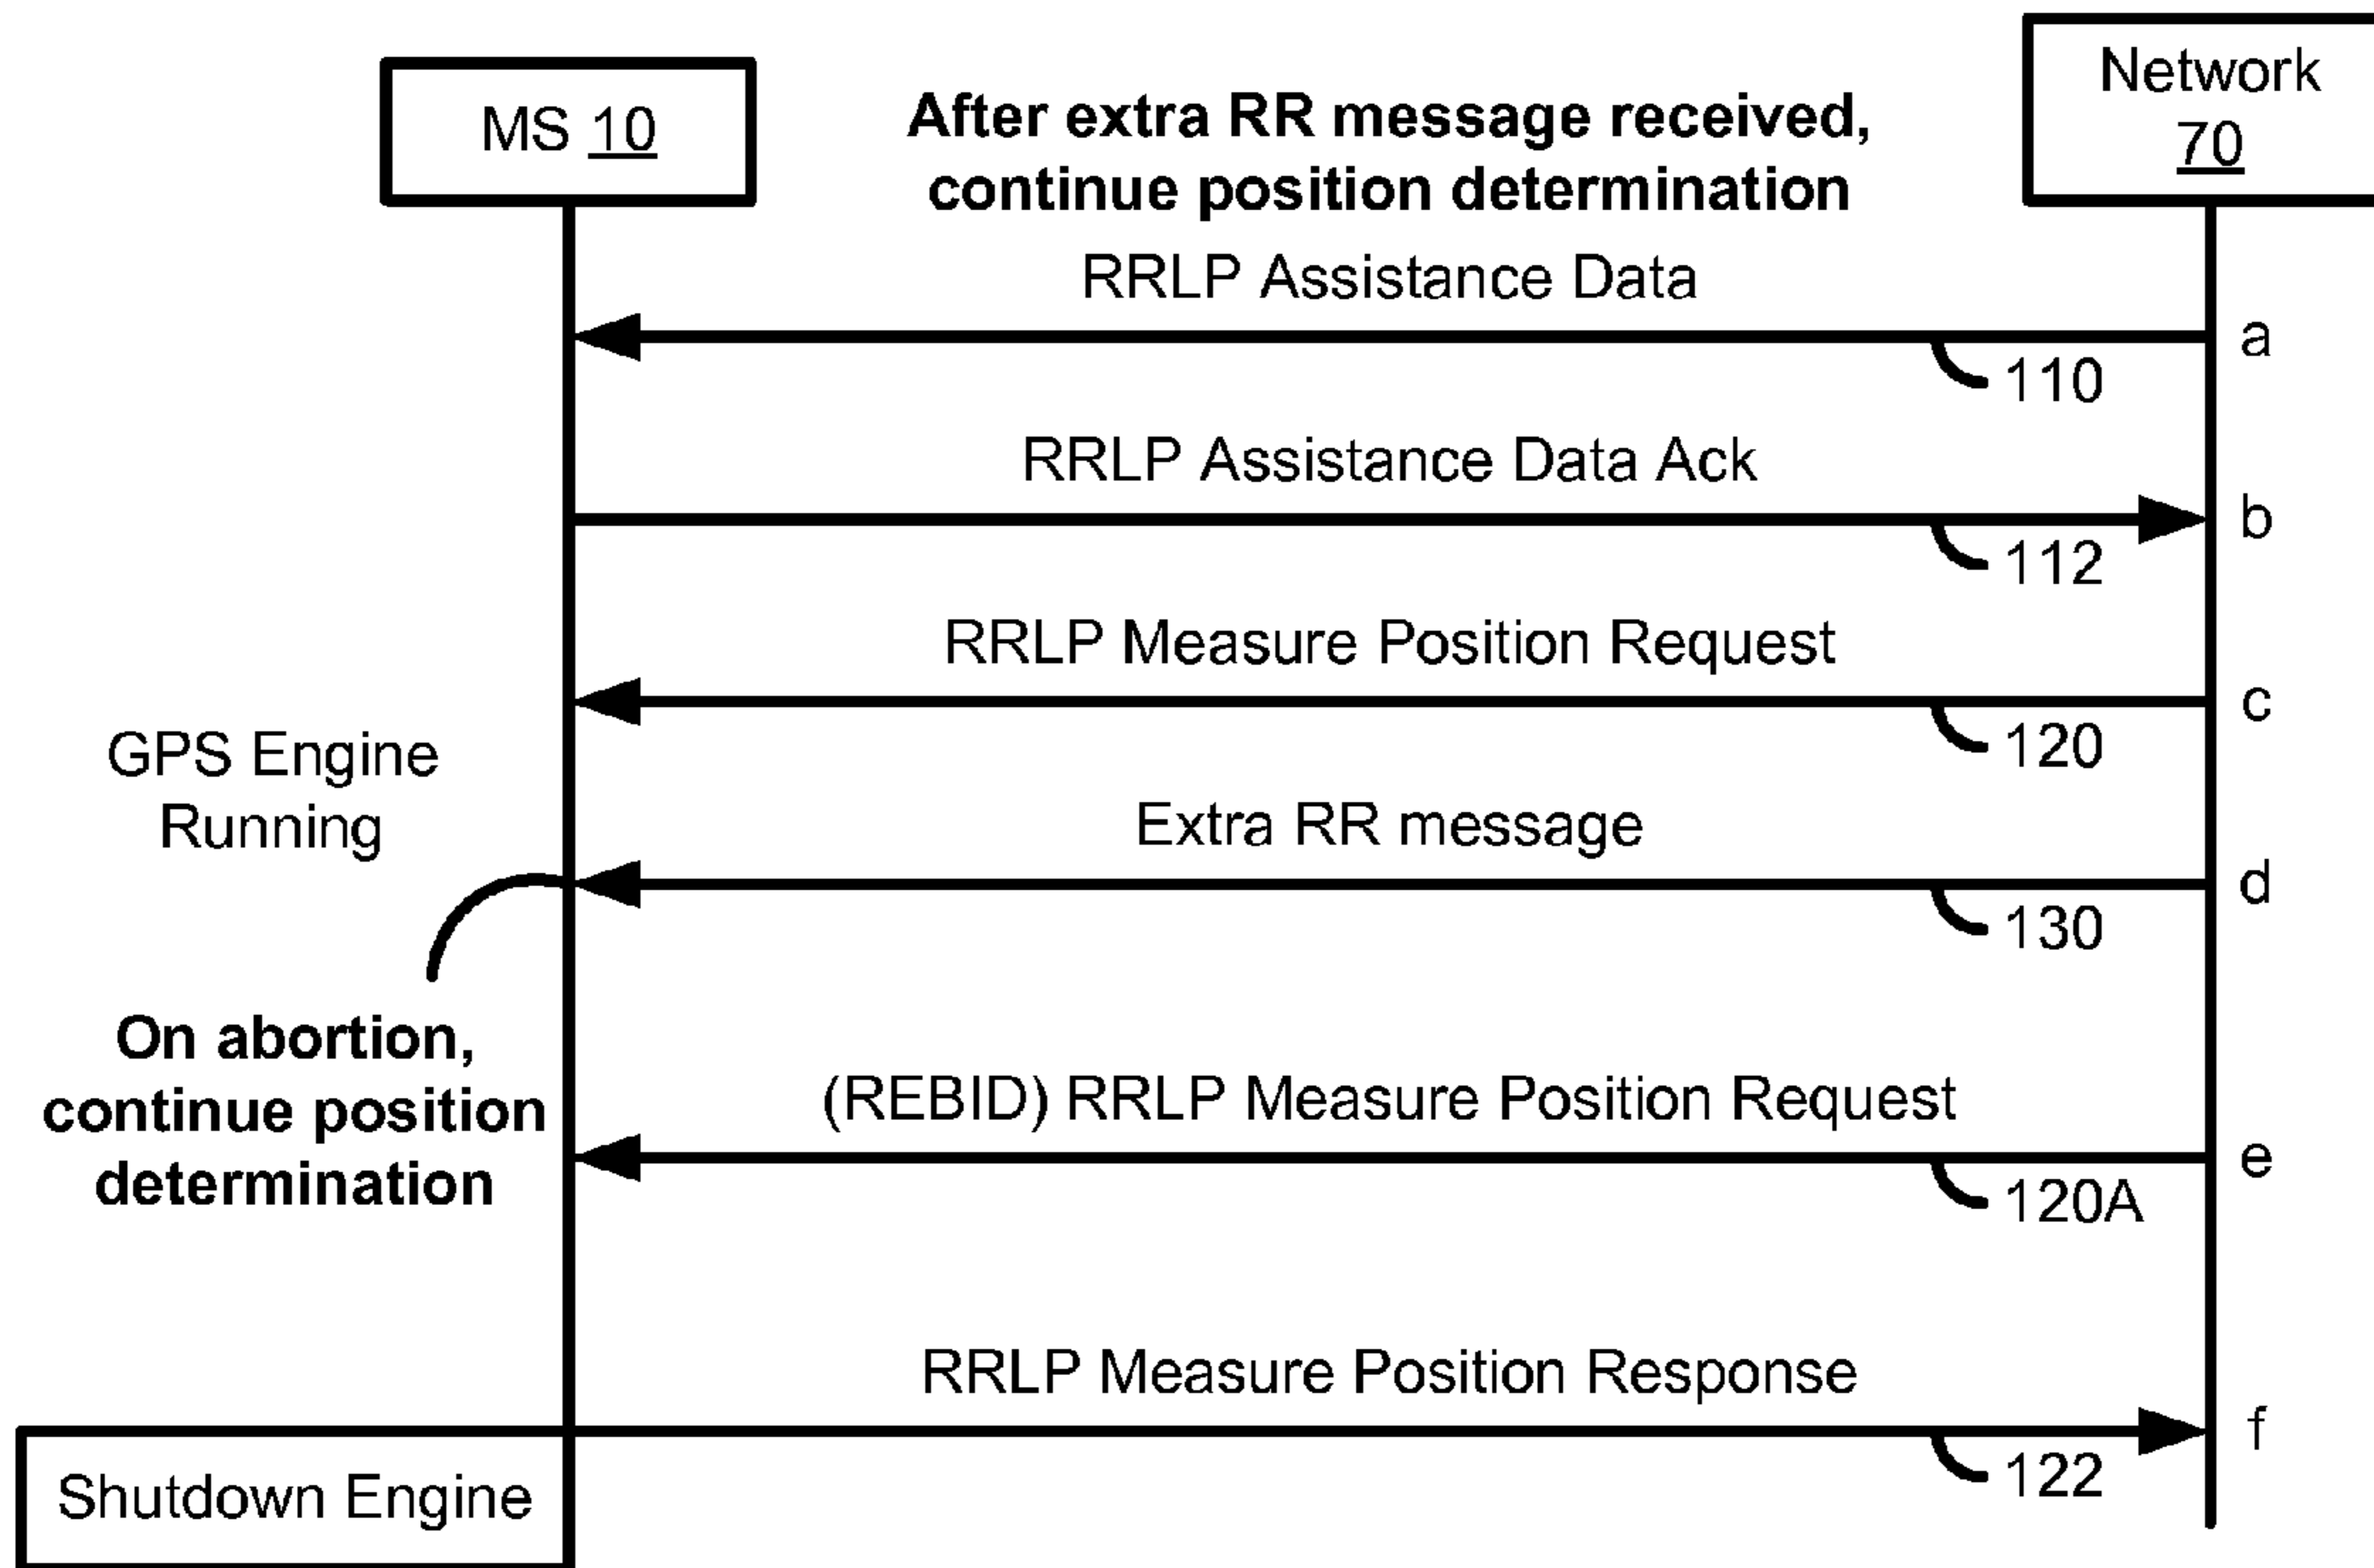 MS 10
After extra RR message received,
continue position determination
Network
70
RRLP Assistance Data
a
110
RRLP Assistance Data Ack
b
112
RRLP Measure Position Request
c
120
GPS Engine
Running
Extra RR message
d
130
On abortion,
continue position
determination
(REBID) RRLP Measure Position Request
e
120A
RRLP Measure Position Response
f
122
Shutdown Engine